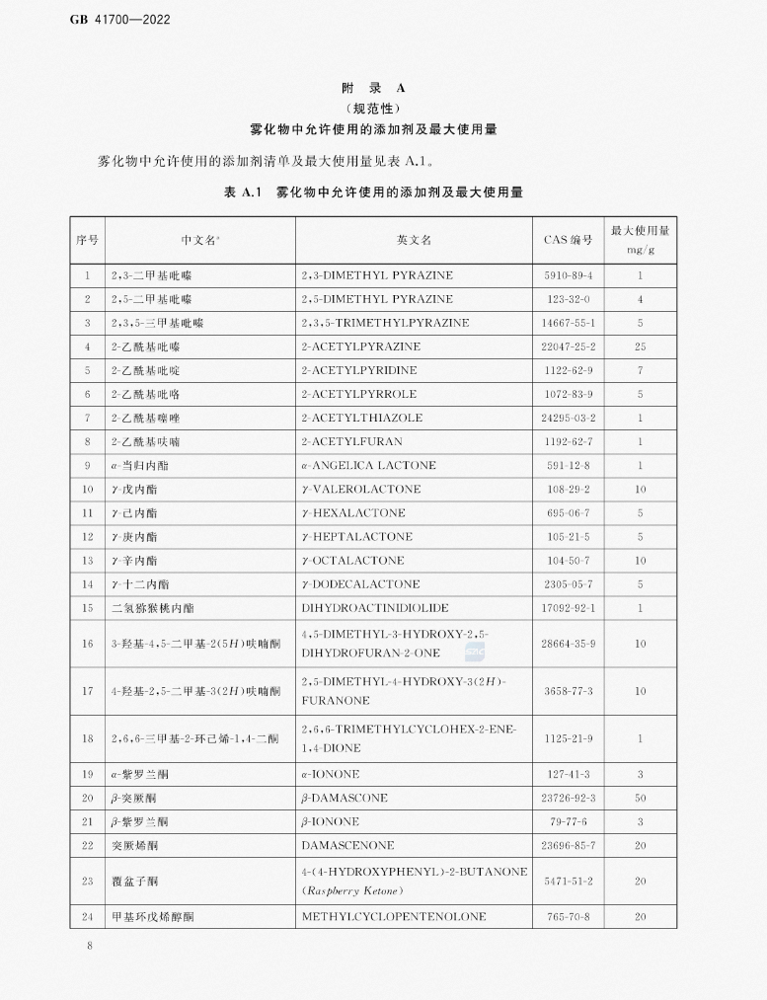 GB 41700—2022
附 录 A
（规范性）
雾化物中允许使用的添加剂及最大使用量
雾化物中允许使用的添加剂清单及最大使用量见表 A.1。
表 A.1 雾化物中允许使用的添加剂及最大使用量
序号 中文名ᵃ 英文名 CAS 编号 最大使用量
mg/g
1 2,3-二甲基吡嗪 2,3-DIMETHYL PYRAZINE 5910-89-4 1
2 2,5-二甲基吡嗪 2,5-DIMETHYL PYRAZINE 123-32-0 4
3 2,3,5-三甲基吡嗪 2,3,5-TRIMETHYLPYRAZINE 14667-55-1 5
4 2-乙酰基吡嗪 2-ACETYLPYRAZINE 22047-25-2 25
5 2-乙酰基吡啶 2-ACETYLPYRIDINE 1122-62-9 7
6 2-乙酰基吡咯 2-ACETYLPYRROLE 1072-83-9 5
7 2-乙酰基噻唑 2-ACETYLTHIAZOLE 24295-03-2 1
8 2-乙酰基呋喃 2-ACETYLFURAN 1192-62-7 1
9 α-当归内酯 α-ANGELICA LACTONE 591-12-8 1
10 γ-戊内酯 γ-VALEROLACTONE 108-29-2 10
11 γ-己内酯 γ-HEXALACTONE 695-06-7 5
12 γ-庚内酯 γ-HEPTALACTONE 105-21-5 5
13 γ-辛内酯 γ-OCTALACTONE 104-50-7 10
14 γ-十二内酯 γ-DODECALACTONE 2305-05-7 5
15 二氢猕猴桃内酯 DIHYDROACTINIDIOLIDE 17092-92-1 1
16 3-羟基-4,5-二甲基-2(5H)呋喃酮 4,5-DIMETHYL-3-HYDROXY-2,5-
DIHYDROFURAN-2-ONE 28664-35-9 10
17 4-羟基-2,5-二甲基-3(2H)呋喃酮 2,5-DIMETHYL-4-HYDROXY-3(2H)-
FURANONE 3658-77-3 10
18 2,6,6-三甲基-2-环己烯-1,4-二酮 2,6,6-TRIMETHYLCYCLOHEX-2-ENE-
1,4-DIONE 1125-21-9 1
19 α-紫罗兰酮 α-IONONE 127-41-3 3
20 β-突厥酮 β-DAMASCONE 23726-92-3 50
21 β-紫罗兰酮 β-IONONE 79-77-6 3
22 突厥烯酮 DAMASCENONE 23696-85-7 20
23 覆盆子酮 4-(4-HYDROXYPHENYL)-2-BUTANONE
(Raspberry Ketone) 5471-51-2 20
24 甲基环戊烯醇酮 METHYLCYCLOPENTENOLONE 765-70-8 20
8